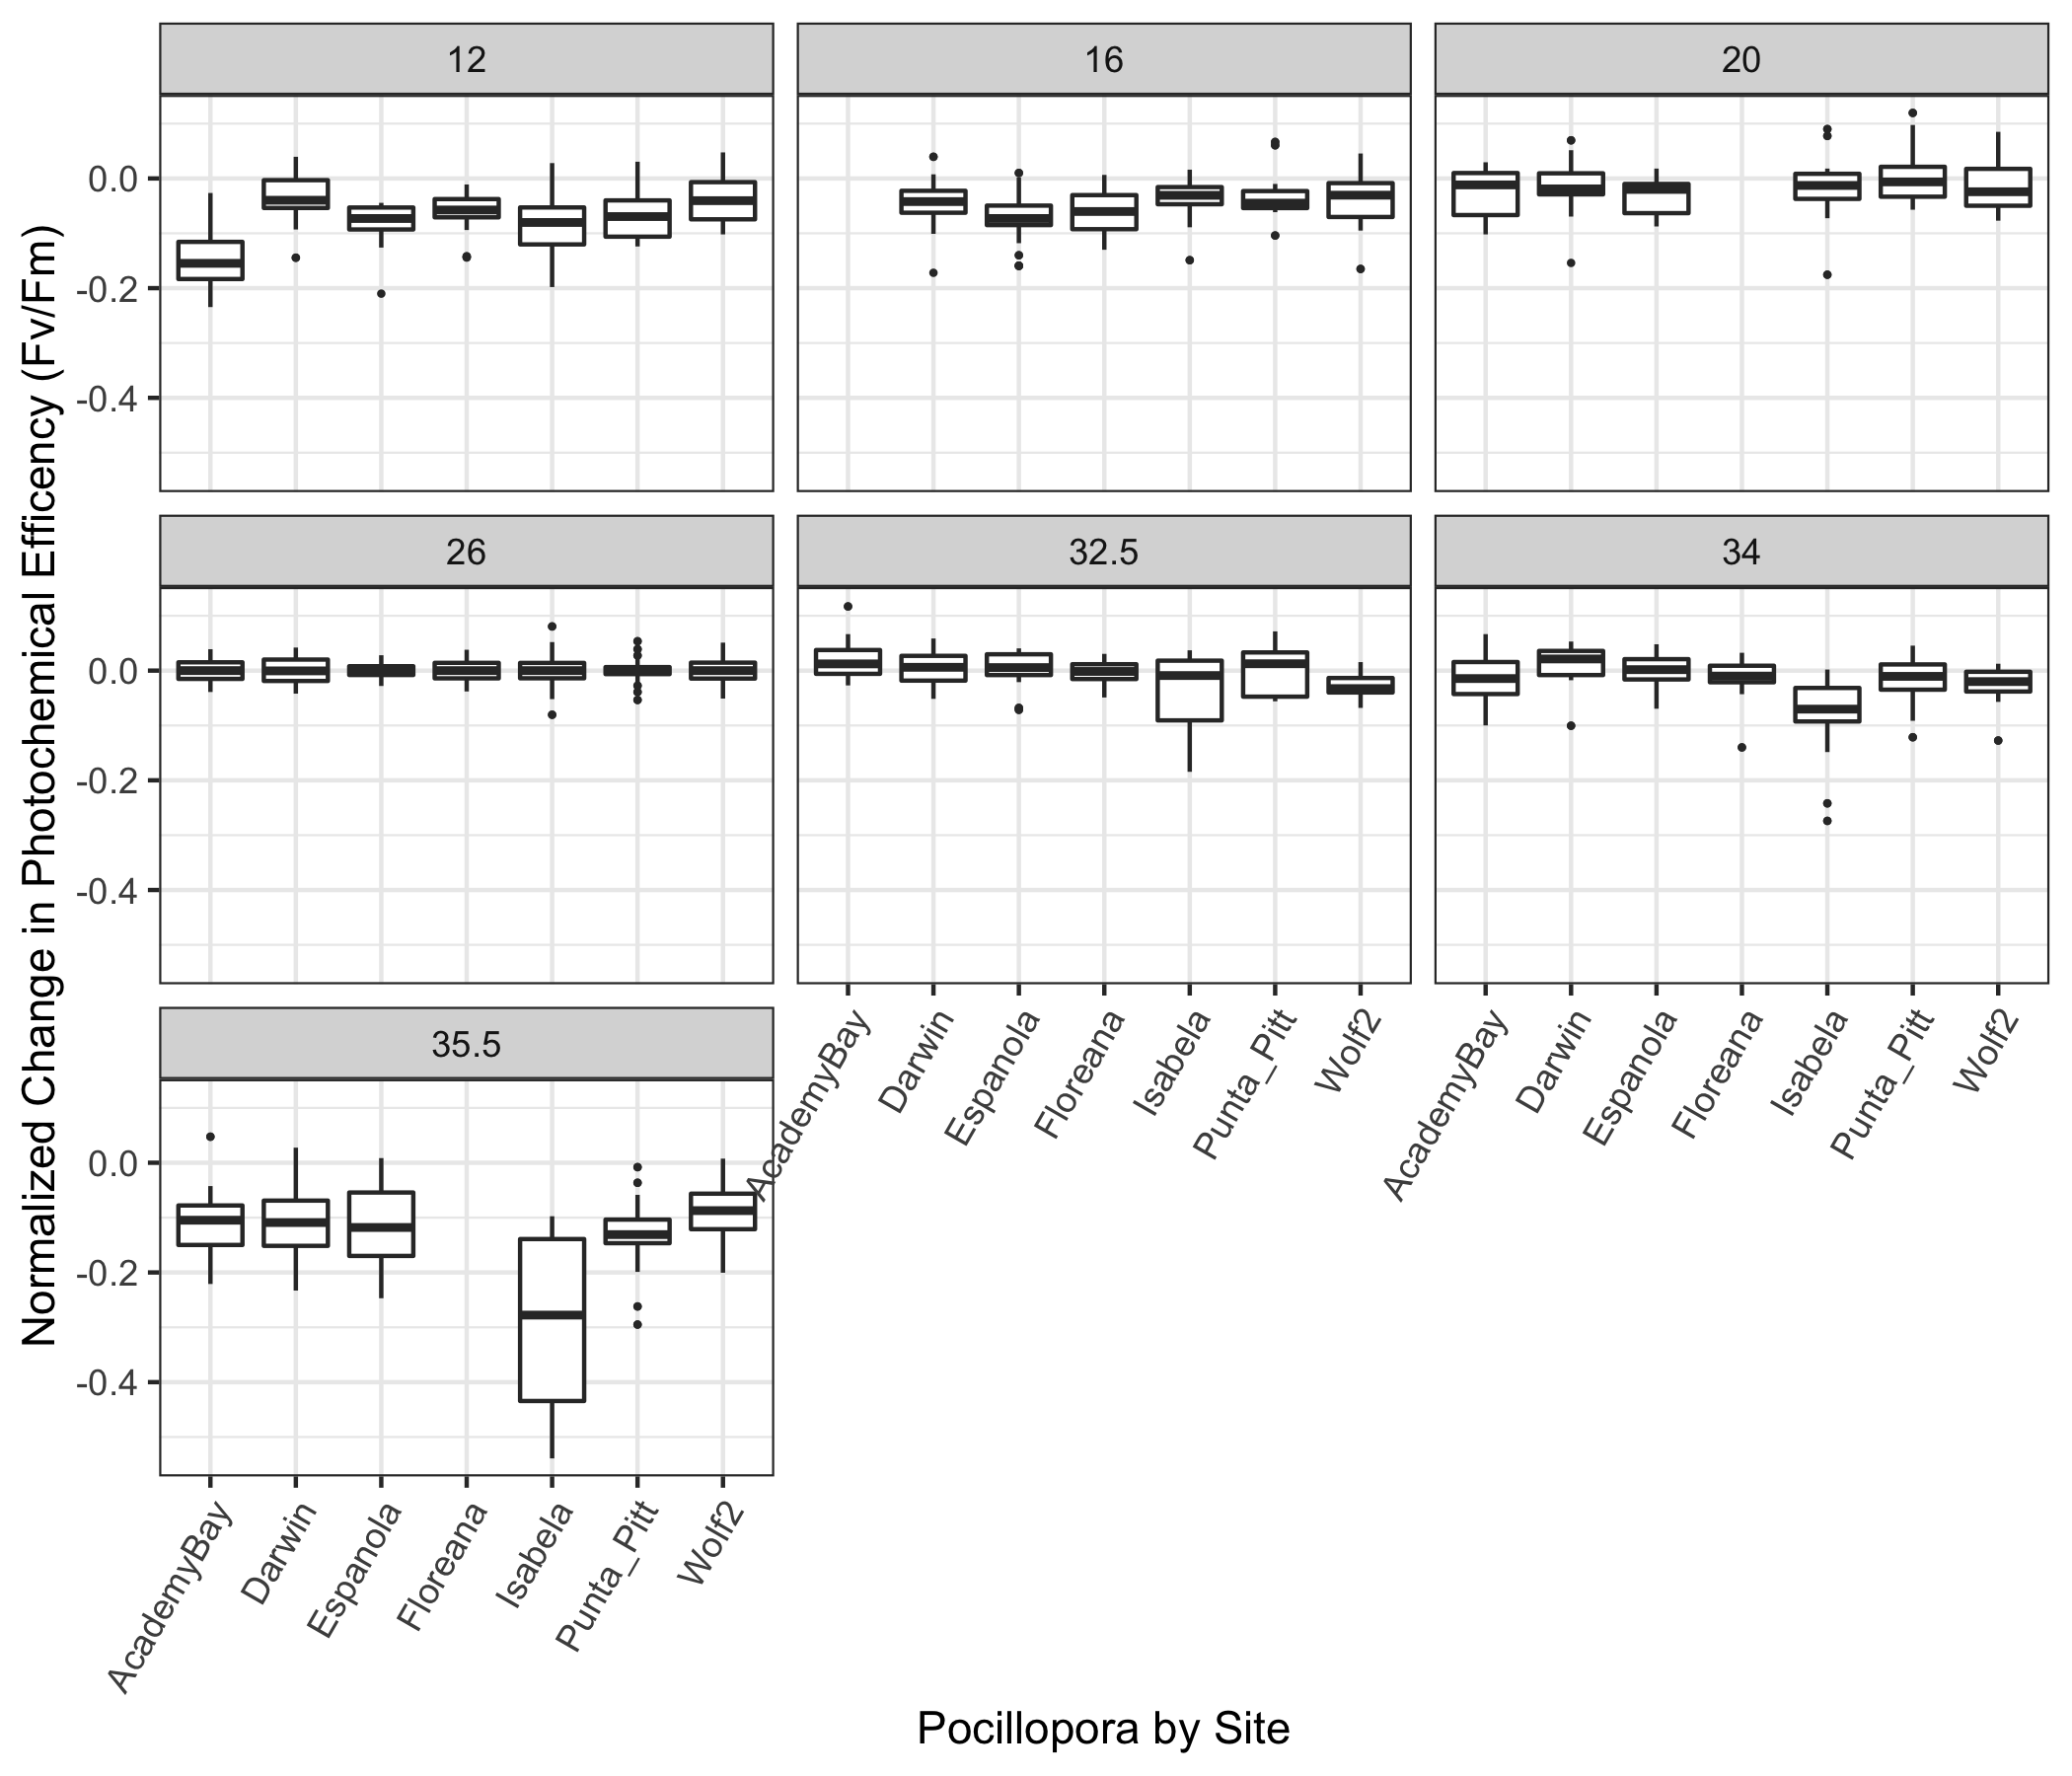 Normalized Change in Photochemical Efficency (Fv/Fm)
12
16
20
0.0
-0.2
-0.4
26
32.5
34
0.0
-0.2
-0.4
AcademyBay
Darwin
Espanola
Floreana
Isabela
Punta_Pitt
Wolf2
AcademyBay
Darwin
Espanola
Floreana
Isabela
Punta_Pitt
Wolf2
35.5
0.0
-0.2
-0.4
AcademyBay
Darwin
Espanola
Floreana
Isabela
Punta_Pitt
Wolf2
Pocillopora by Site